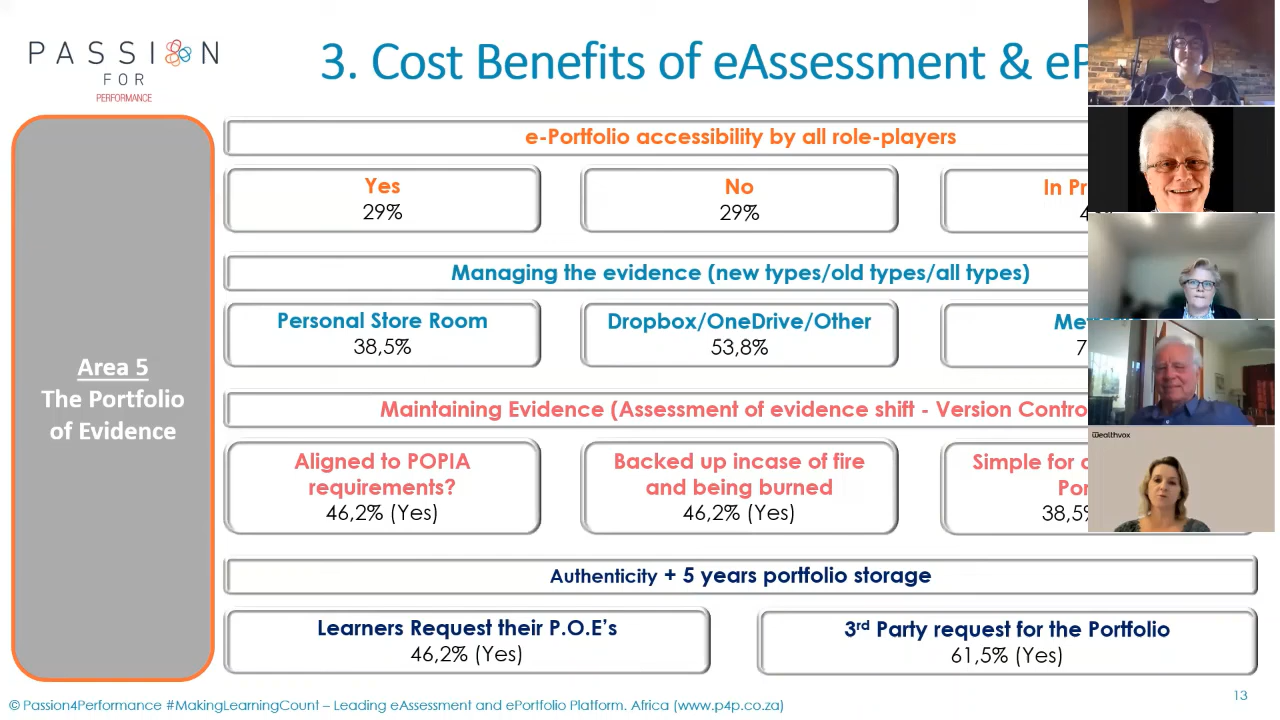 PASSION
FOR
PERFORMANCE
3. Cost Benefits of eAssessment &
e-Portfolio accessibility by all role-players
Yes
29%
No
29%
In
Managing the evidence (new types/old types/all types)
Personal Store Room
38,5%
Dropbox/OneDrive/Other
53,8%
Maintaining Evidence (Assessment of evidence shift - Version
Aligned to POPIA
requirements?
46,2% (Yes)
Backed up incase of fire
and being burned
46,2% (Yes)
Simple for
38,5%
Authenticity + 5 years portfolio storage
Learners Request their P.O.E's
46,2% (Yes)
3rd Party request for the Portfolio
61,5% (Yes)
Area 5
The Portfolio
of Evidence
Wealthvox
© Passion4Performance #MakingLearningCount – Leading eAssessment and ePortfolio Platform. Africa (www.p4p.co.za)
13